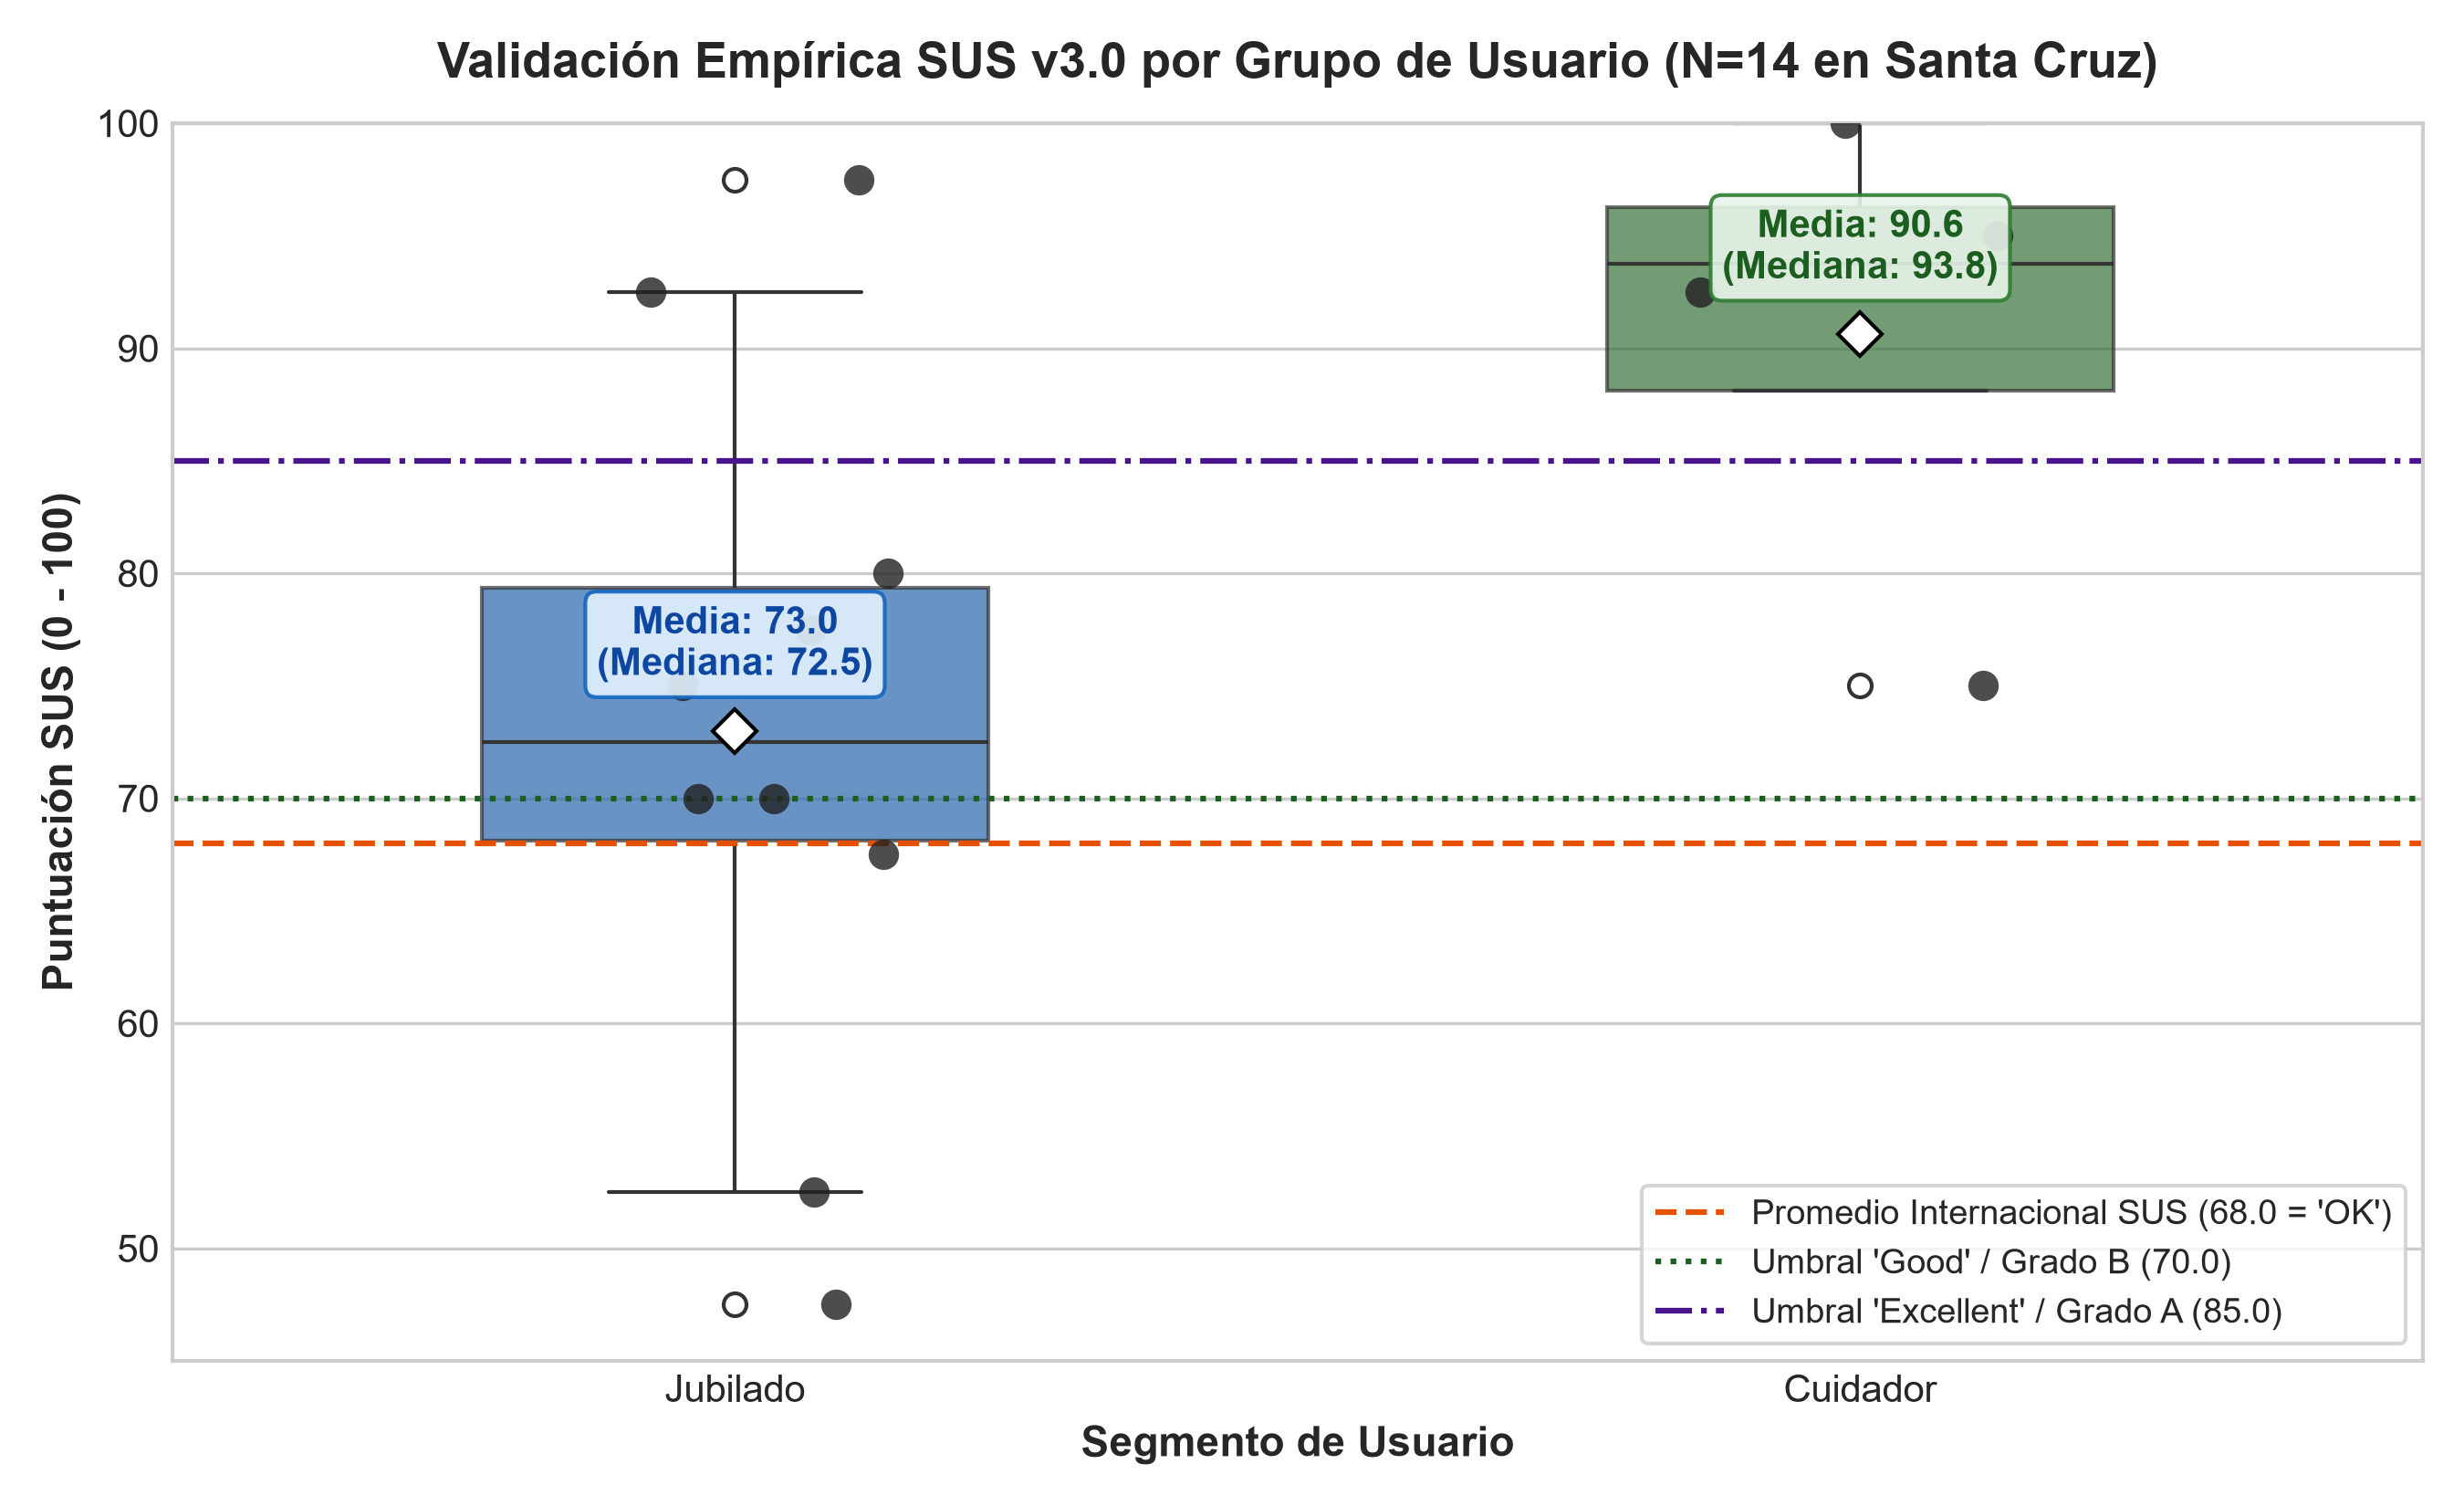 Validación Empírica SUS v3.0 por Grupo de Usuario (N=14 en Santa Cruz)
Puntuación SUS (0 - 100)
100
90
80
70
60
50
Media: 73.0
(Mediana: 72.5)
Media: 90.6
(Mediana: 93.8)
Promedio Internacional SUS (68.0 = 'OK')
Umbral 'Good' / Grado B (70.0)
Umbral 'Excellent' / Grado A (85.0)
Jubilado
Cuidador
Segmento de Usuario